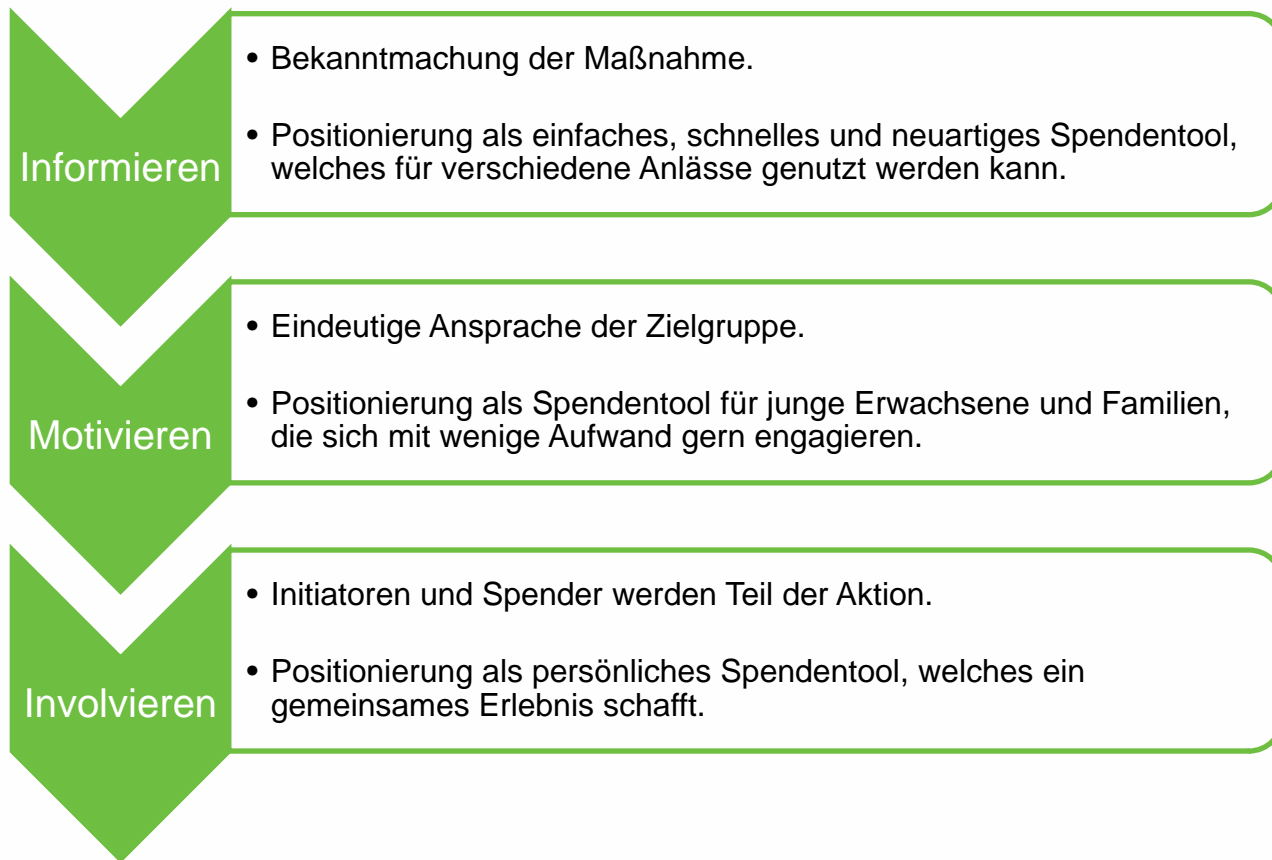 Informieren
• Bekanntmachung der Maßnahme.
• Positionierung als einfaches, schnelles und neuartiges Spendentool,
welches für verschiedene Anlässe genutzt werden kann.
Motivieren
• Eindeutige Ansprache der Zielgruppe.
• Positionierung als Spendentool für junge Erwachsene und Familien,
die sich mit wenige Aufwand gern engagieren.
Involvieren
• Initiatoren und Spender werden Teil der Aktion.
• Positionierung als persönliches Spendentool, welches ein
gemeinsames Erlebnis schafft.